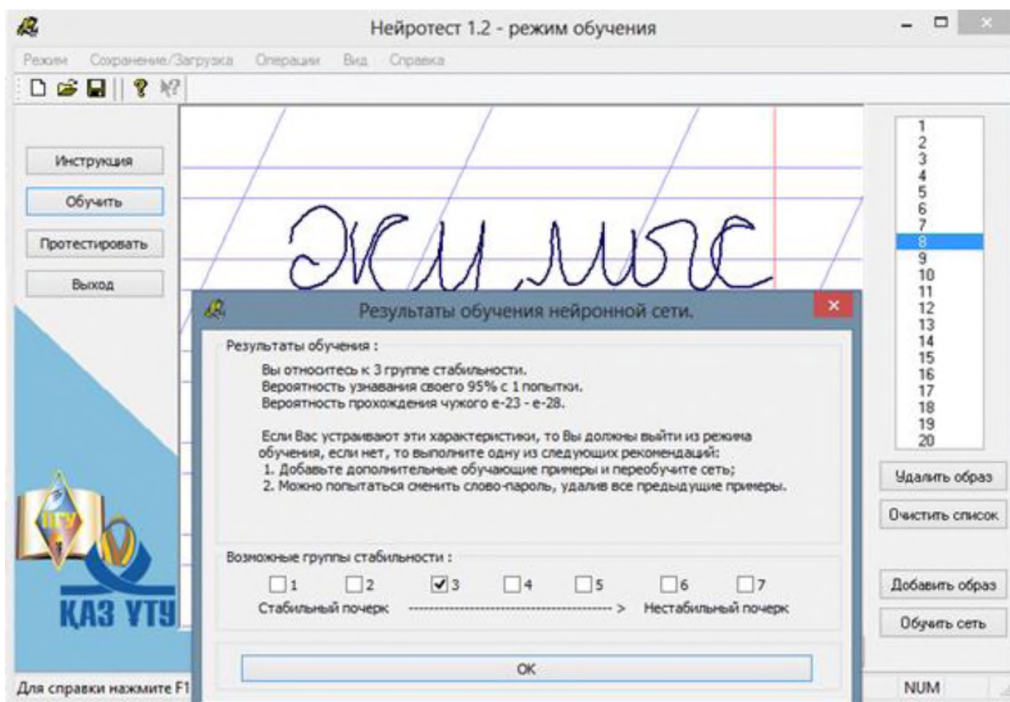 Нейротест 1.2 - режим обучения
Режим Сохранение/Загрузка Операции Вид Справка
Инструкция
Обучить
Протестировать
Выход
1
2
3
4
5
6
7
8
9
10
11
12
13
14
15
16
17
18
19
20
Удалить образ
Очистить список
Добавить образ
Обучить сеть
Результаты обучения нейронной сети.
Результаты обучения :
Вы относитесь к 3 группе стабильности.
Вероятность узнавания своего 95% с 1 попытки.
Вероятность прохождения чужого e-23 - e-28.
Если Вас устраивают эти характеристики, то Вы должны выйти из режима
обучения, если нет, то выполните одну из следующих рекомендаций:
1. Добавьте дополнительные обучающие примеры и переобучите сеть;
2. Можно попытаться сменить слово-пароль, удалив все предыдущие примеры.
Возможные группы стабильности :
1 2 3 4 5 6 7
Стабильный почерк ----------------------------------- > Нестабильный почерк
OK
ПГУ
ҚАЗ ҰТУ
Для справки нажмите F1
NUM